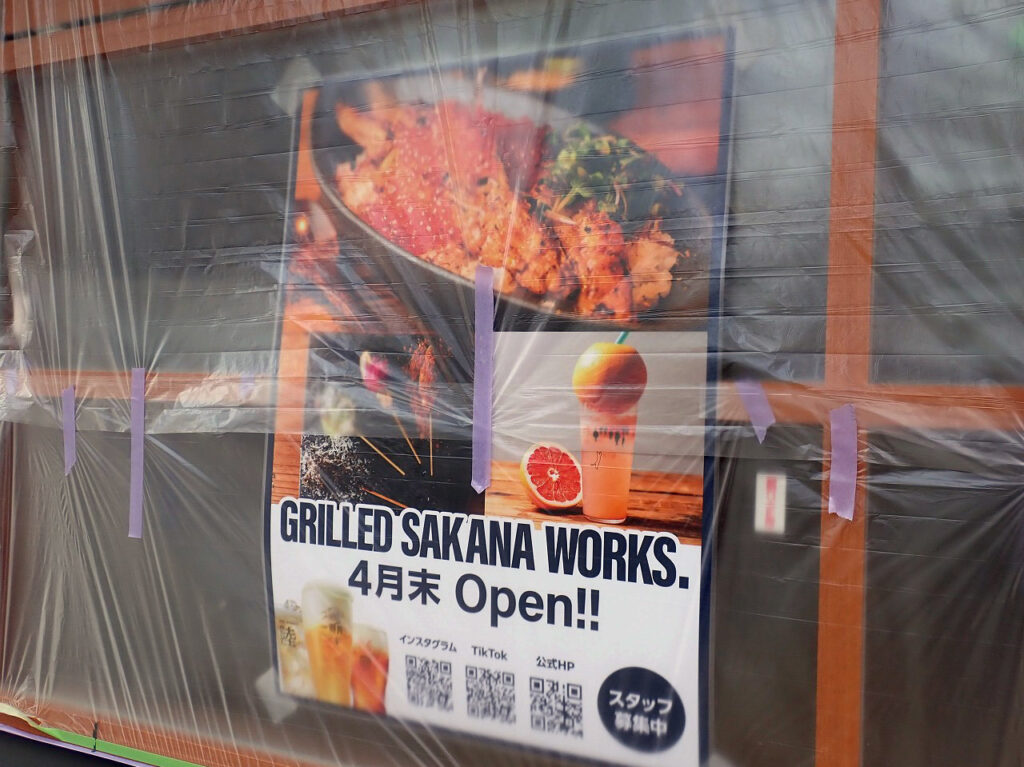 GRILLED SAKANA WORKS.
4月末 Open!!
インスタグラム
TikTok
公式HP
スタッフ
募集中